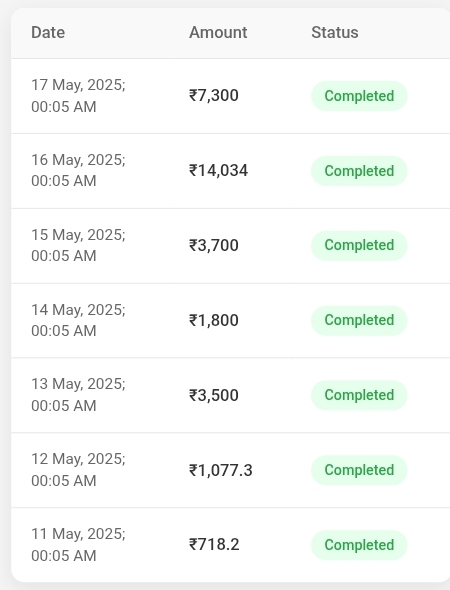 Date Amount Status
17 May, 2025;
00:05 AM
₹7,300
Completed
16 May, 2025;
00:05 AM
₹14,034
Completed
15 May, 2025;
00:05 AM
₹3,700
Completed
14 May, 2025;
00:05 AM
₹1,800
Completed
13 May, 2025;
00:05 AM
₹3,500
Completed
12 May, 2025;
00:05 AM
₹1,077.3
Completed
11 May, 2025;
00:05 AM
₹718.2
Completed